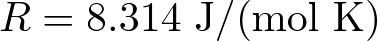 R = 8.314 J/(mol K)